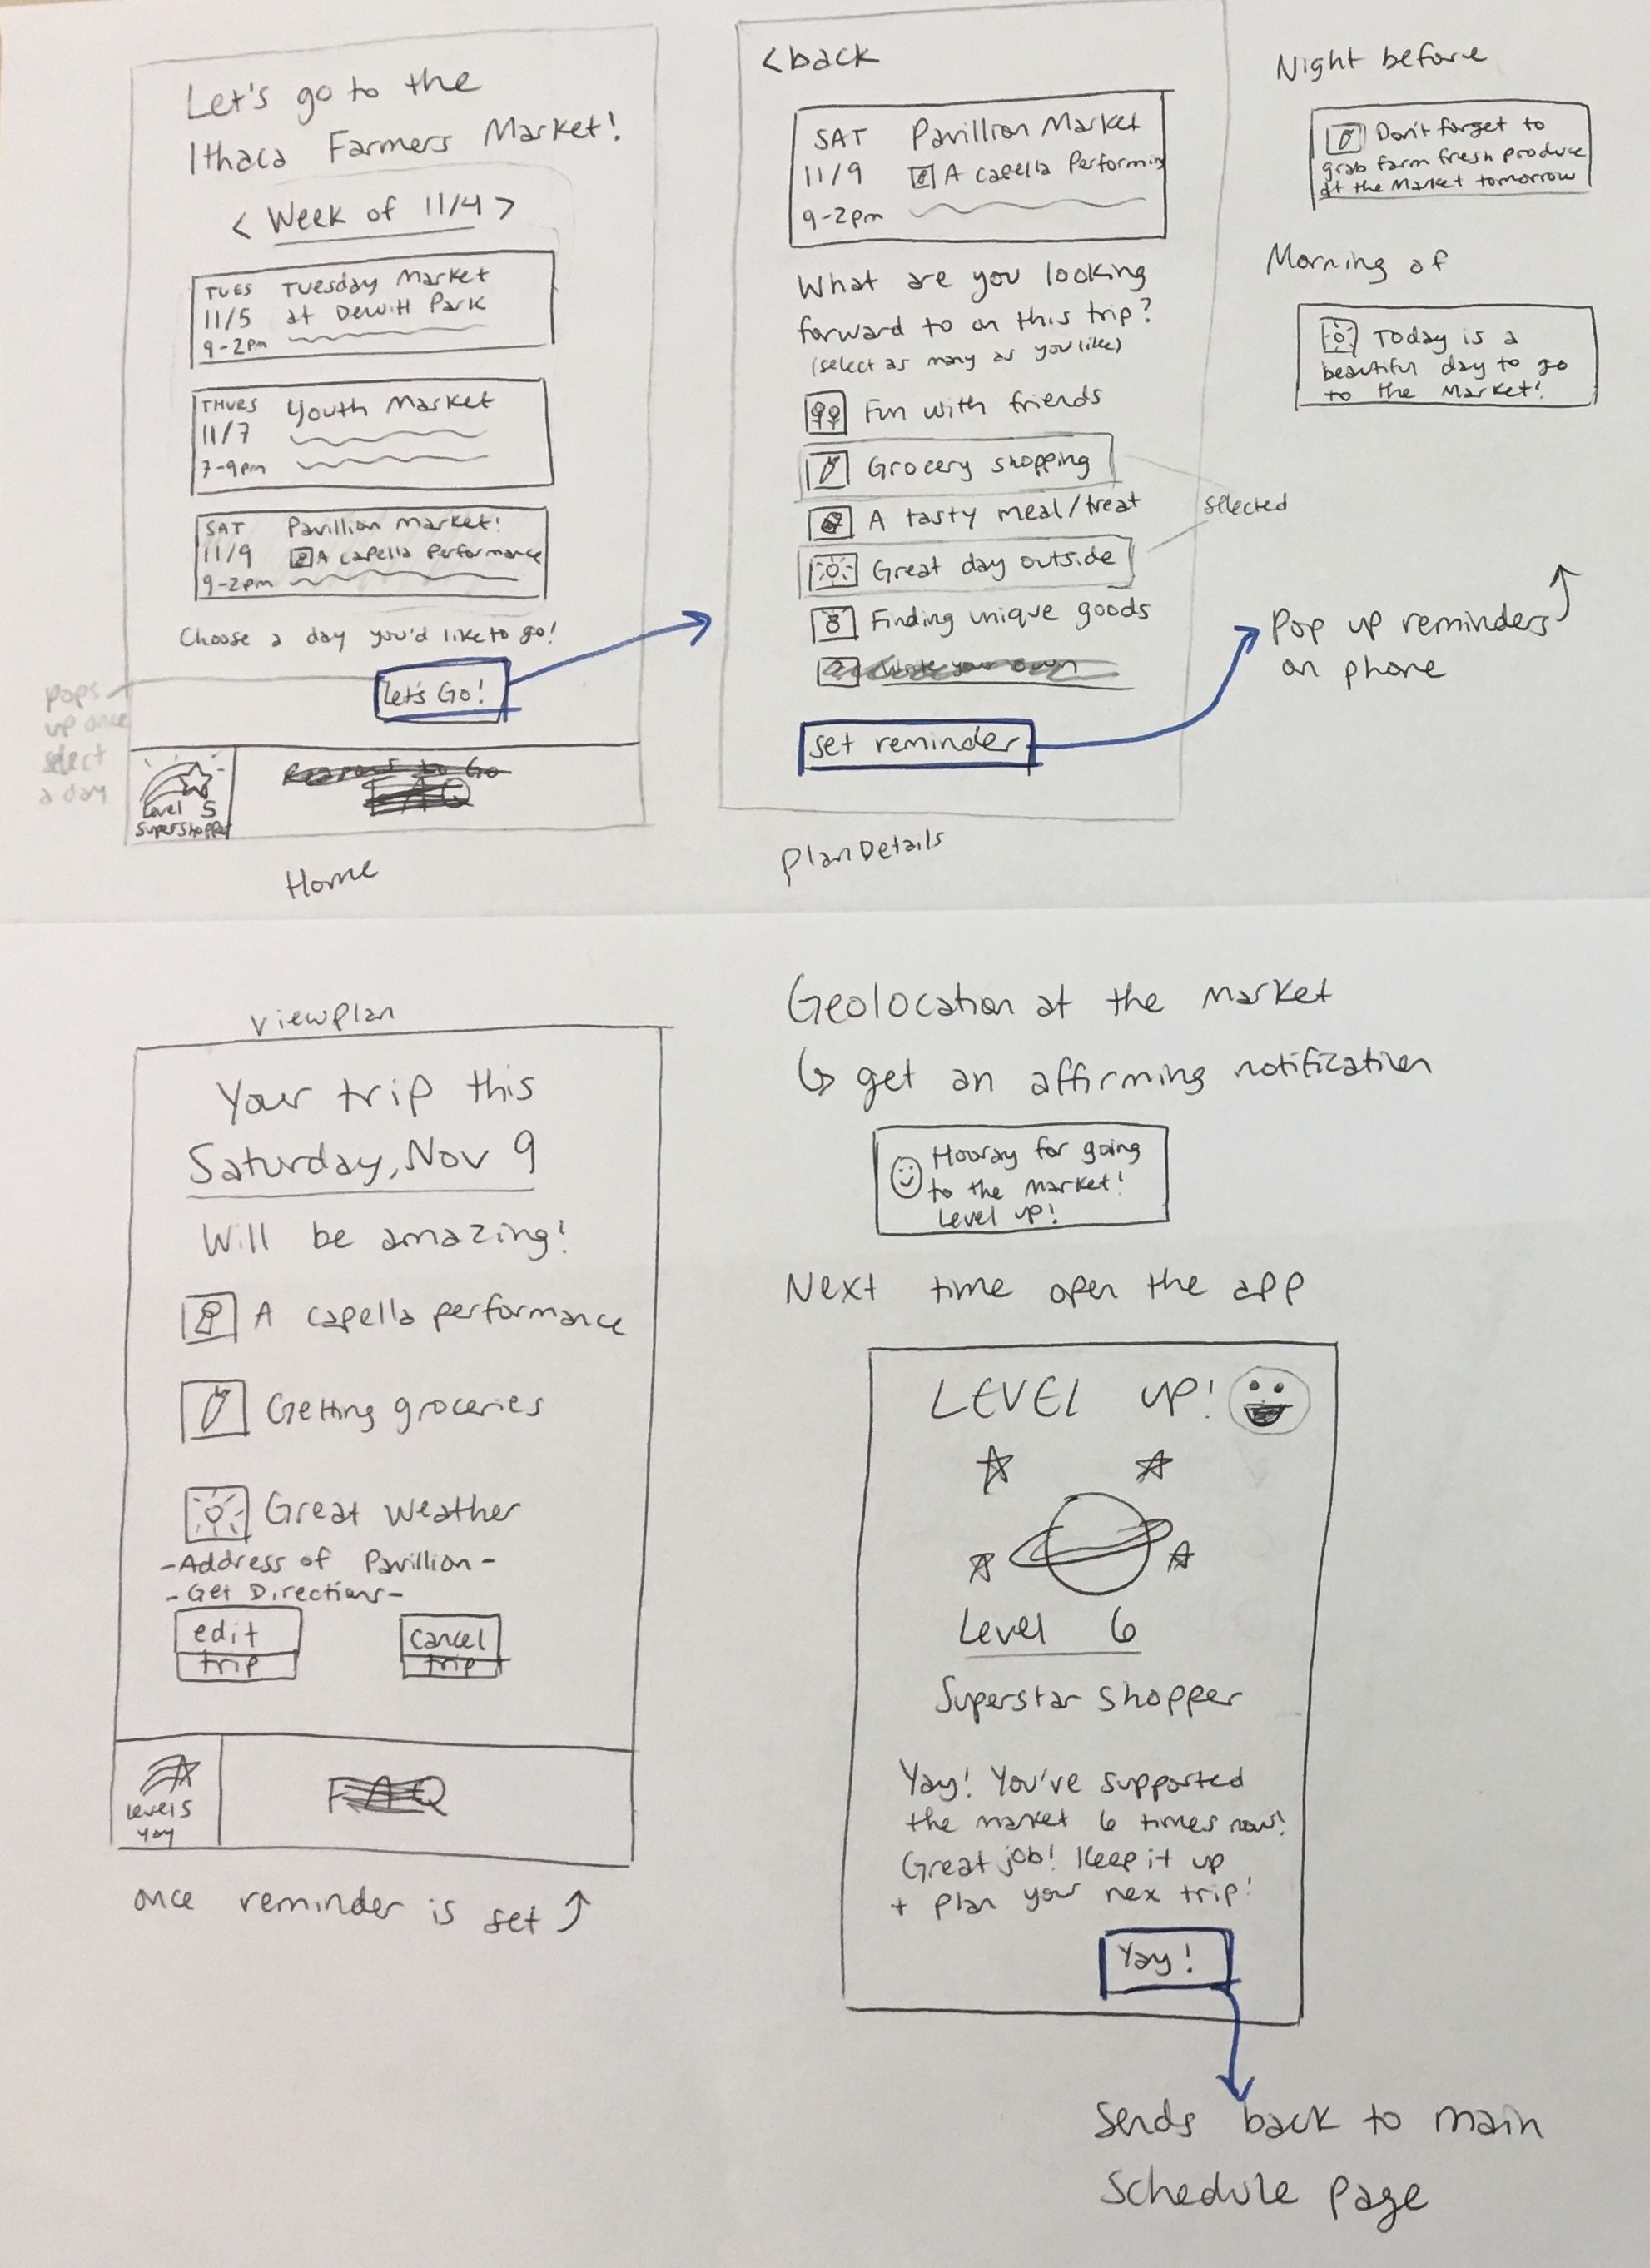 Let's go to the
Ithaca Farmers Market!
< Week of 11/4 >
TUES Tuesday Market
11/5 at Dewitt Park
9-2pm
THURS Youth Market
11/7
7-9pm
SAT Pavillion Market!
11/9 A capella Performance
9-2pm
Choose a day you'd like to go!
Let's Go!
pops
up once
select
a day
Level 5
Supershopper
Reasons to Go
FAQ
Home
< back
SAT Pavillion Market
11/9 A capella Performin
9-2pm
What are you looking
forward to on this trip?
(select as many as you like)
Fun with friends
Grocery shopping
A tasty meal/treat
Great day outside
selected
Finding unique goods
Write your own
set reminder
Plan Details
Night before
Don't forget to
grab farm fresh produce
at the Market tomorrow
Morning of
Today is a
beautiful day to go
to the Market!
Pop up reminders
on phone
View Plan
Your trip this
Saturday, Nov 9
Will be amazing!
A capella performance
Getting groceries
Great Weather
-Address of Pavillion-
-Get Directions-
edit
trip
cancel
trip
Level 5
yay
FAQ
once reminder is set
Geolocation at the market
get an affirming notification
Hooray for going
to the market!
Level up!
Next time open the app
LEVEL UP!
Level 6
Superstar Shopper
Yay! You've supported
the market 6 times now!
Great job! Keep it up
+ plan your nex trip!
Yay!
Sends back to main
Schedule page